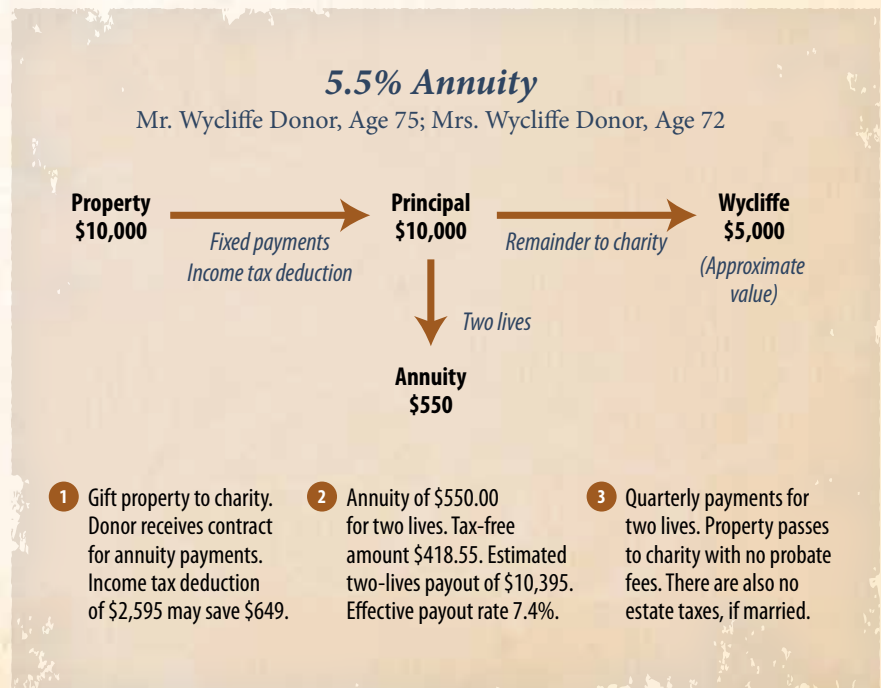 5.5% Annuity
Mr. Wycliffe Donor, Age 75; Mrs. Wycliffe Donor, Age 72
Property
$10,000
Fixed payments
Income tax deduction
Principal
$10,000
Remainder to charity
Wycliffe
$5,000
(Approximate
value)
Two lives
Annuity
$550
1 Gift property to charity.
Donor receives contract
for annuity payments.
Income tax deduction
of $2,595 may save $649.
2 Annuity of $550.00
for two lives. Tax-free
amount $418.55. Estimated
two-lives payout of $10,395.
Effective payout rate 7.4%.
3 Quarterly payments for
two lives. Property passes
to charity with no probate
fees. There are also no
estate taxes, if married.